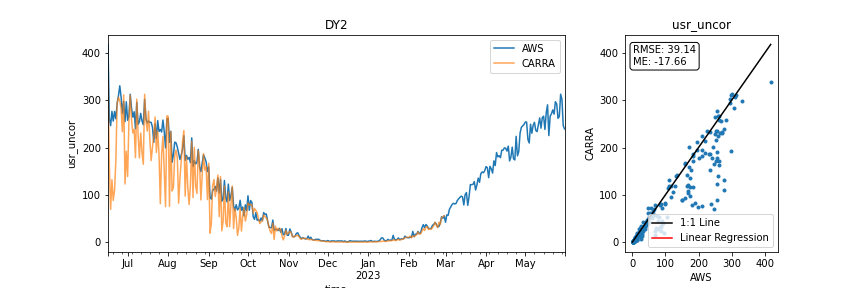 DY2
usr_uncor
400
300
200
100
0
usr_uncor
AWS
CARRA
Jul
Aug
Sep
Oct
Nov
Dec
Jan
2023
Feb
Mar
Apr
May
time
usr_uncor
RMSE: 39.14
ME: -17.66
400
300
200
100
0
CARRA
1:1 Line
Linear Regression
0
100
200
300
400
AWS